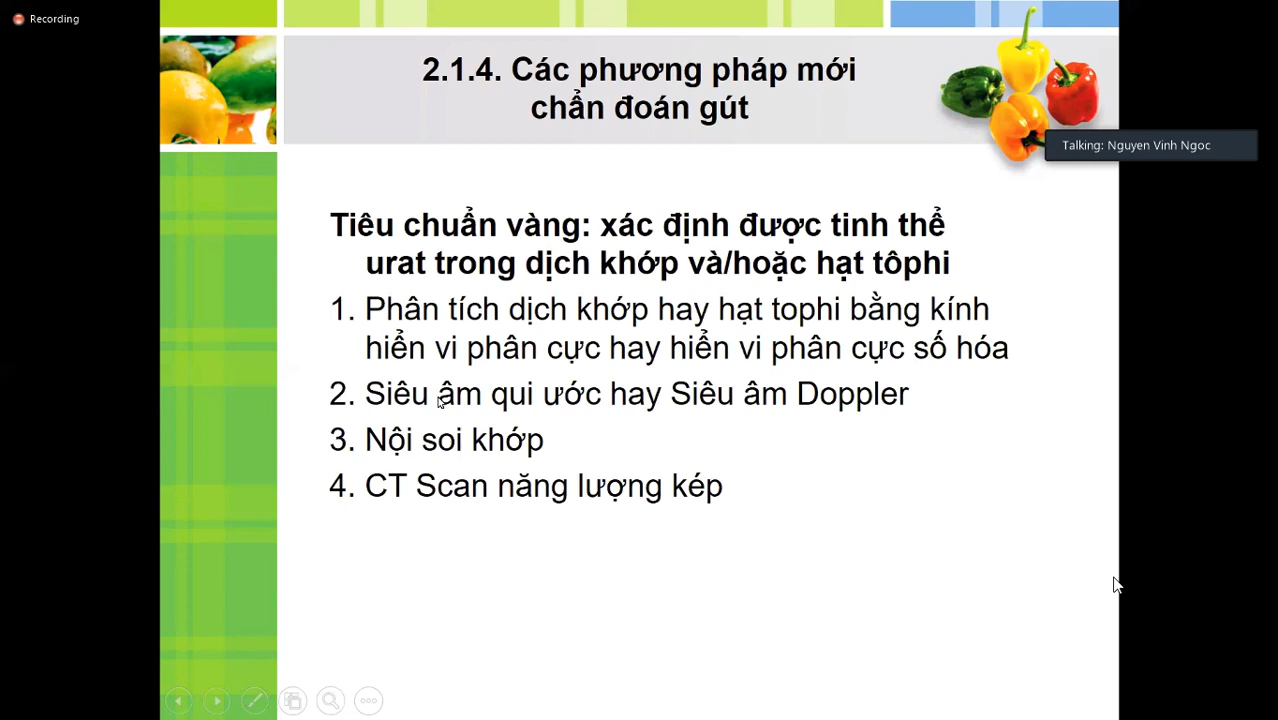 Recording
2.1.4. Các phương pháp mới
chẩn đoán gút
Talking: Nguyen Vinh Ngoc
Tiêu chuẩn vàng: xác định được tinh thể
urat trong dịch khớp và/hoặc hạt tôphi
1. Phân tích dịch khớp hay hạt tophi bằng kính
hiển vi phân cực hay hiển vi phân cực số hóa
2. Siêu âm qui ước hay Siêu âm Doppler
3. Nội soi khớp
4. CT Scan năng lượng kép